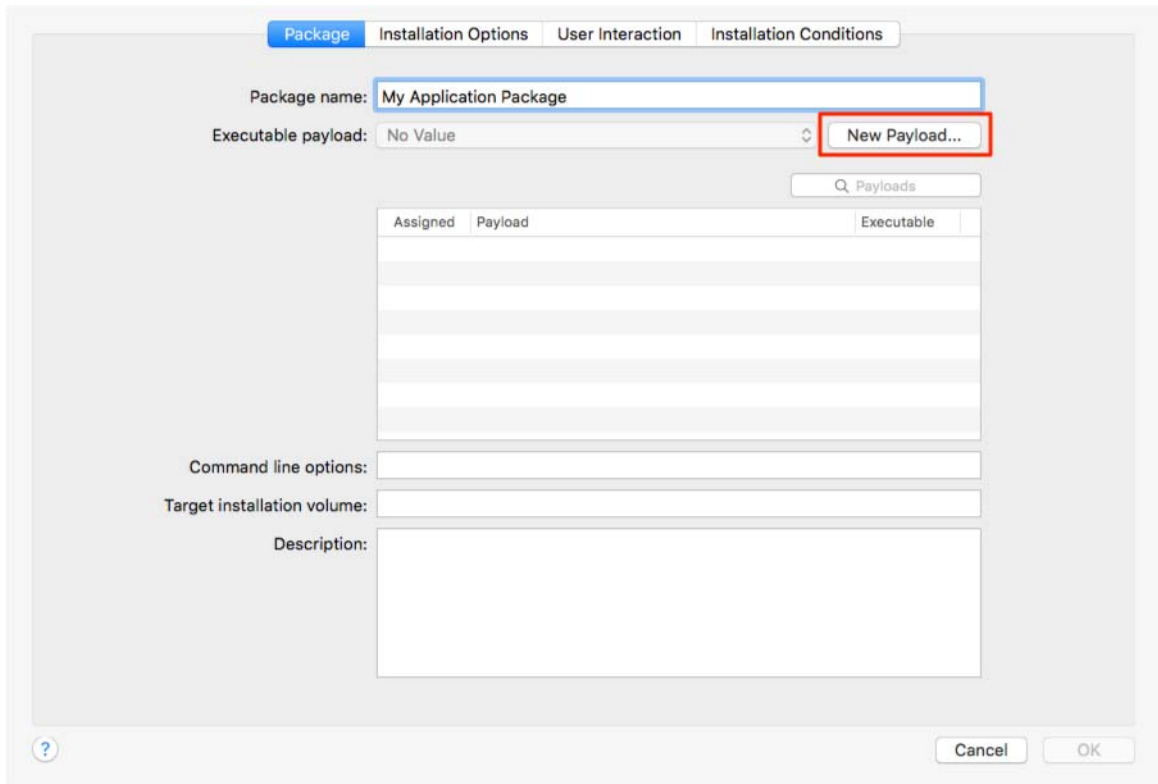 Package Installation Options User Interaction Installation Conditions
Package name: My Application Package
Executable payload: No Value New Payload...
Payloads
Assigned Payload Executable
Command line options:
Target installation volume:
Description:
? Cancel OK